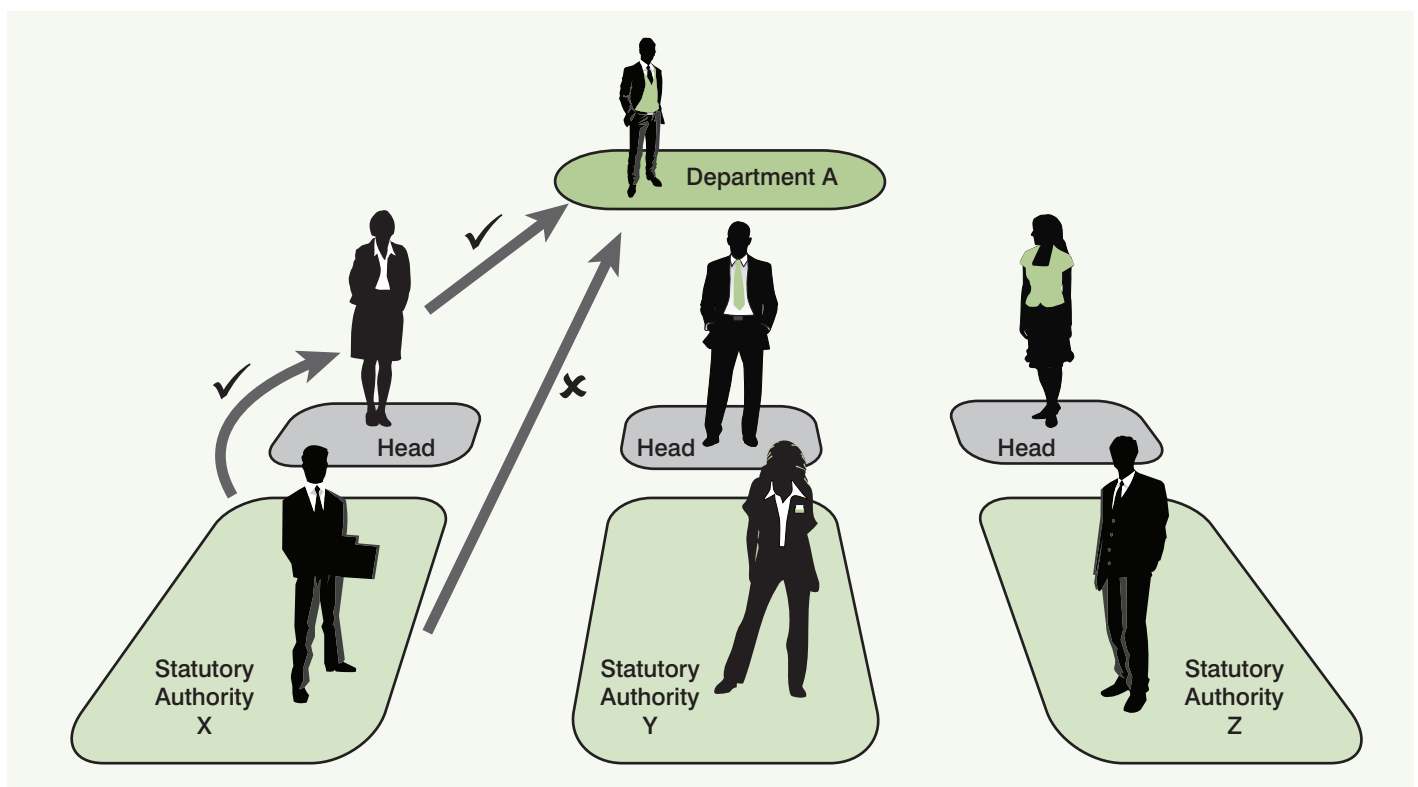 Department A
Head
Head
Head
Statutory
Authority
X
Statutory
Authority
Y
Statutory
Authority
Z